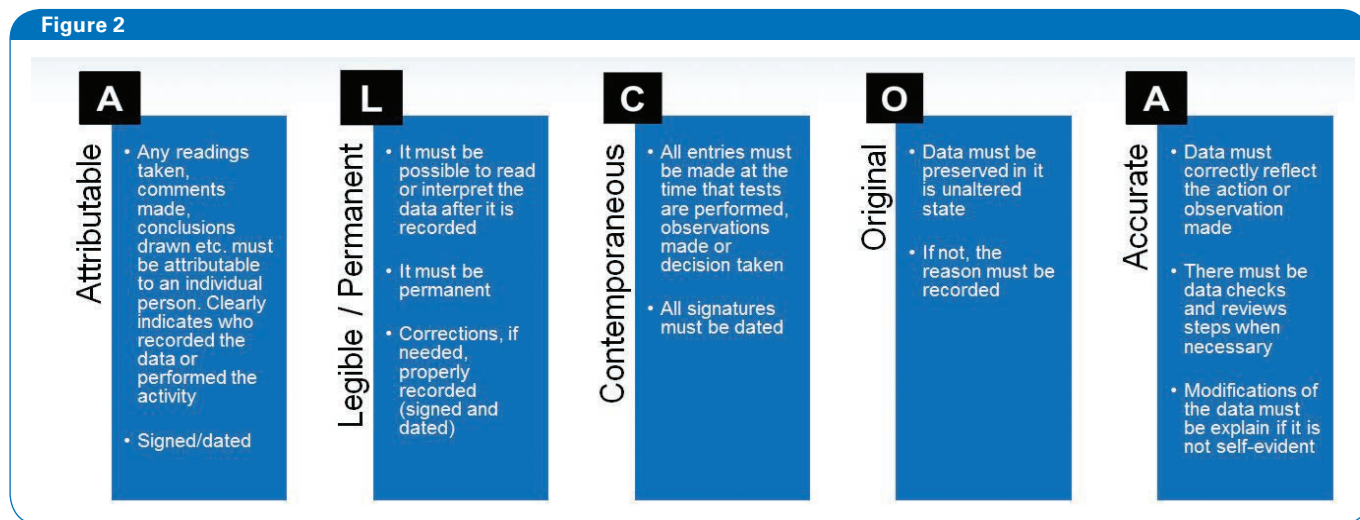 Figure 2
A
Attributable
• Any readings
taken,
comments
made,
conclusions
drawn etc. must
be attributable
to an individual
person. Clearly
indicates who
recorded the
data or
performed the
activity
• Signed/dated
L
Legible / Permanent
• It must be
possible to read
or interpret the
data after it is
recorded
• It must be
permanent
• Corrections, if
needed,
properly
recorded
(signed and
dated)
C
Contemporaneous
• All entries must
be made at the
time that tests
are performed,
observations
made or
decision taken
• All signatures
must be dated
O
Original
• Data must be
preserved in it
is unaltered
state
• If not, the
reason must be
recorded
A
Accurate
• Data must
correctly reflect
the action or
observation
made
• There must be
data checks
and reviews
steps when
necessary
• Modifications of
the data must
be explain if it is
not self-evident